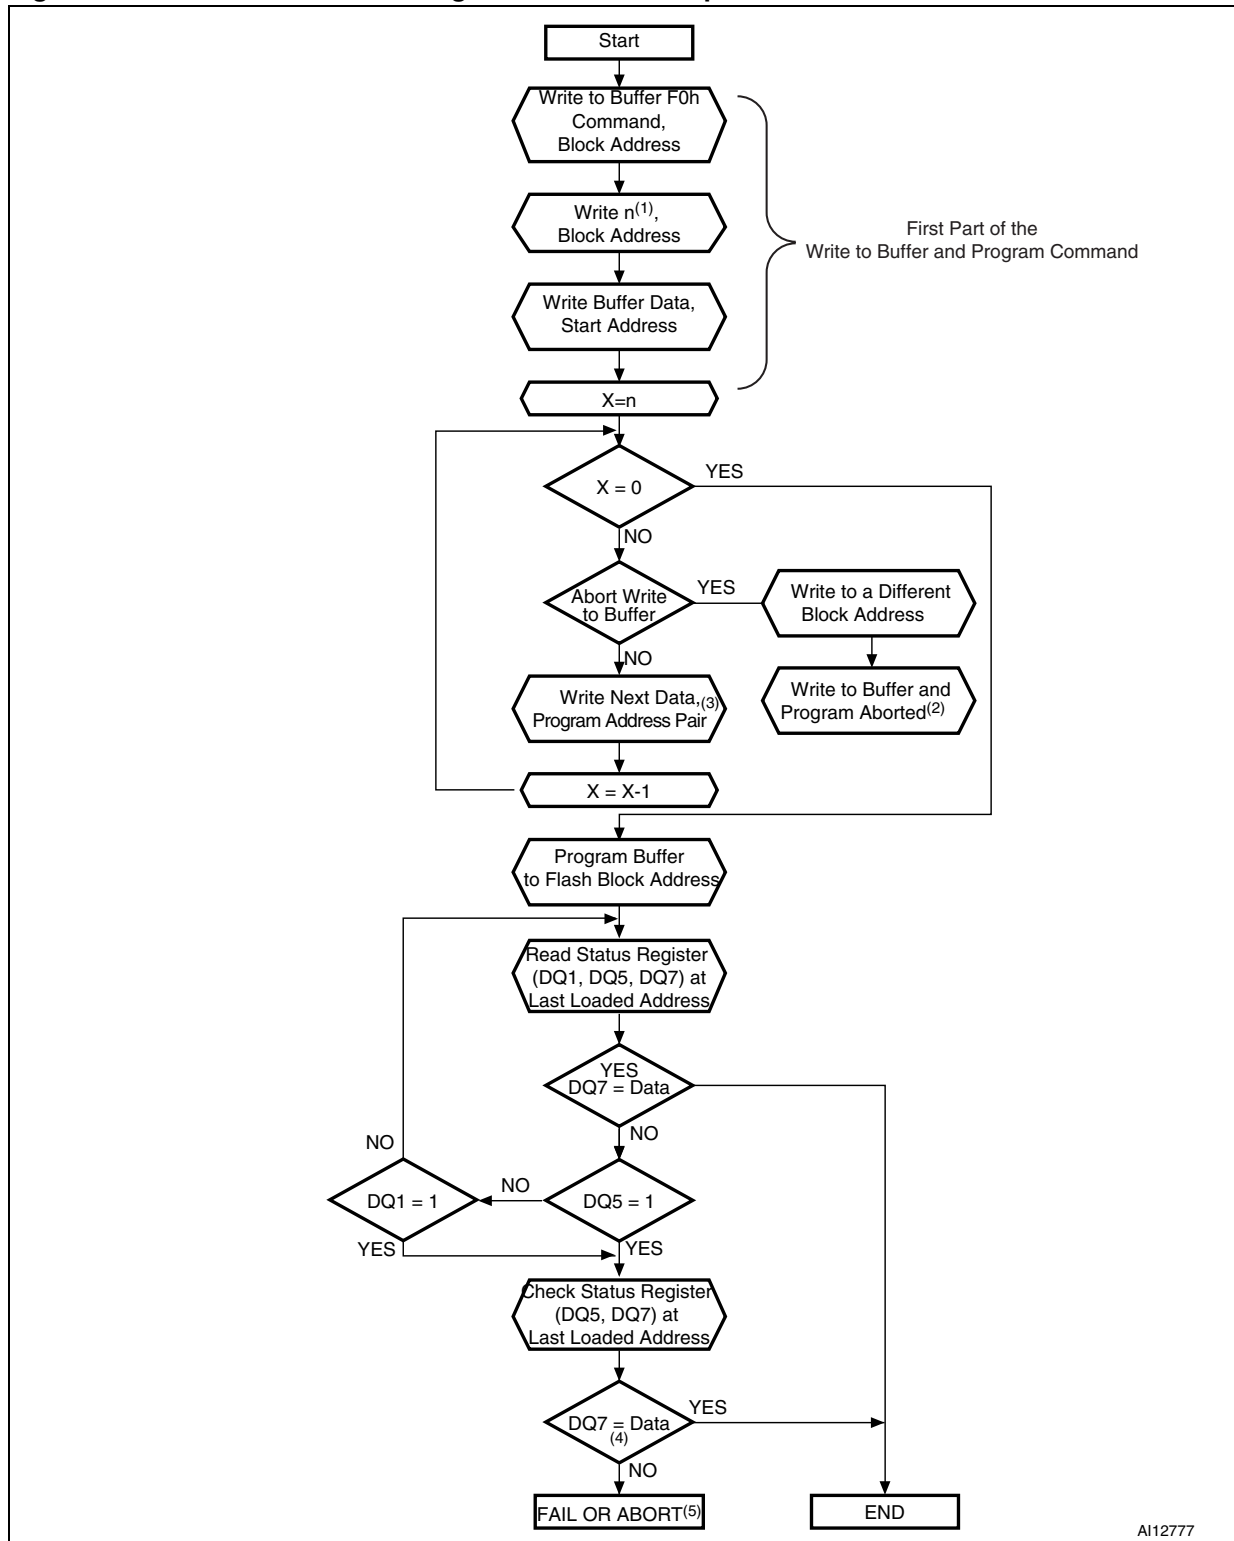 Start
Write to Buffer F0h
Command,
Block Address
Write n(1),
Block Address
First Part of the
Write to Buffer and Program Command
Write Buffer Data,
Start Address
X=n
X = 0
YES
NO
Abort Write
to Buffer
YES
Write to a Different
Block Address
NO
Write Next Data,(3)
Program Address Pair
Write to Buffer and
Program Aborted(2)
X = X-1
Program Buffer
to Flash Block Address
Read Status Register
(DQ1, DQ5, DQ7) at
Last Loaded Address
YES
DQ7 = Data
NO
NO
DQ1 = 1
NO
DQ5 = 1
YES
YES
Check Status Register
(DQ5, DQ7) at
Last Loaded Address
DQ7 = Data
(4)
YES
NO
FAIL OR ABORT(5)
END
AI12777